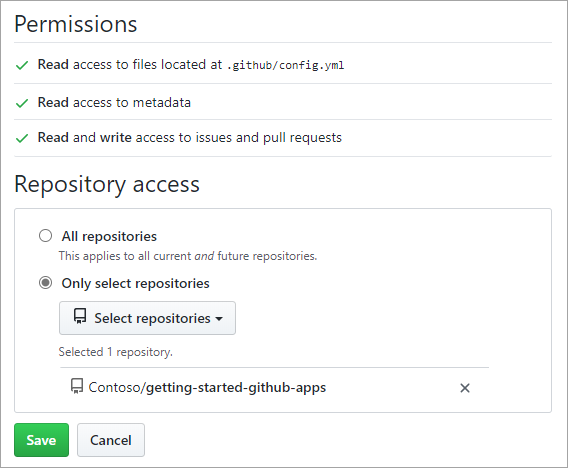 Permissions
Read access to files located at .github/config.yml
Read access to metadata
Read and write access to issues and pull requests
Repository access
All repositories
This applies to all current and future repositories.
Only select repositories
Select repositories
Selected 1 repository.
Contoso/getting-started-github-apps
Save Cancel